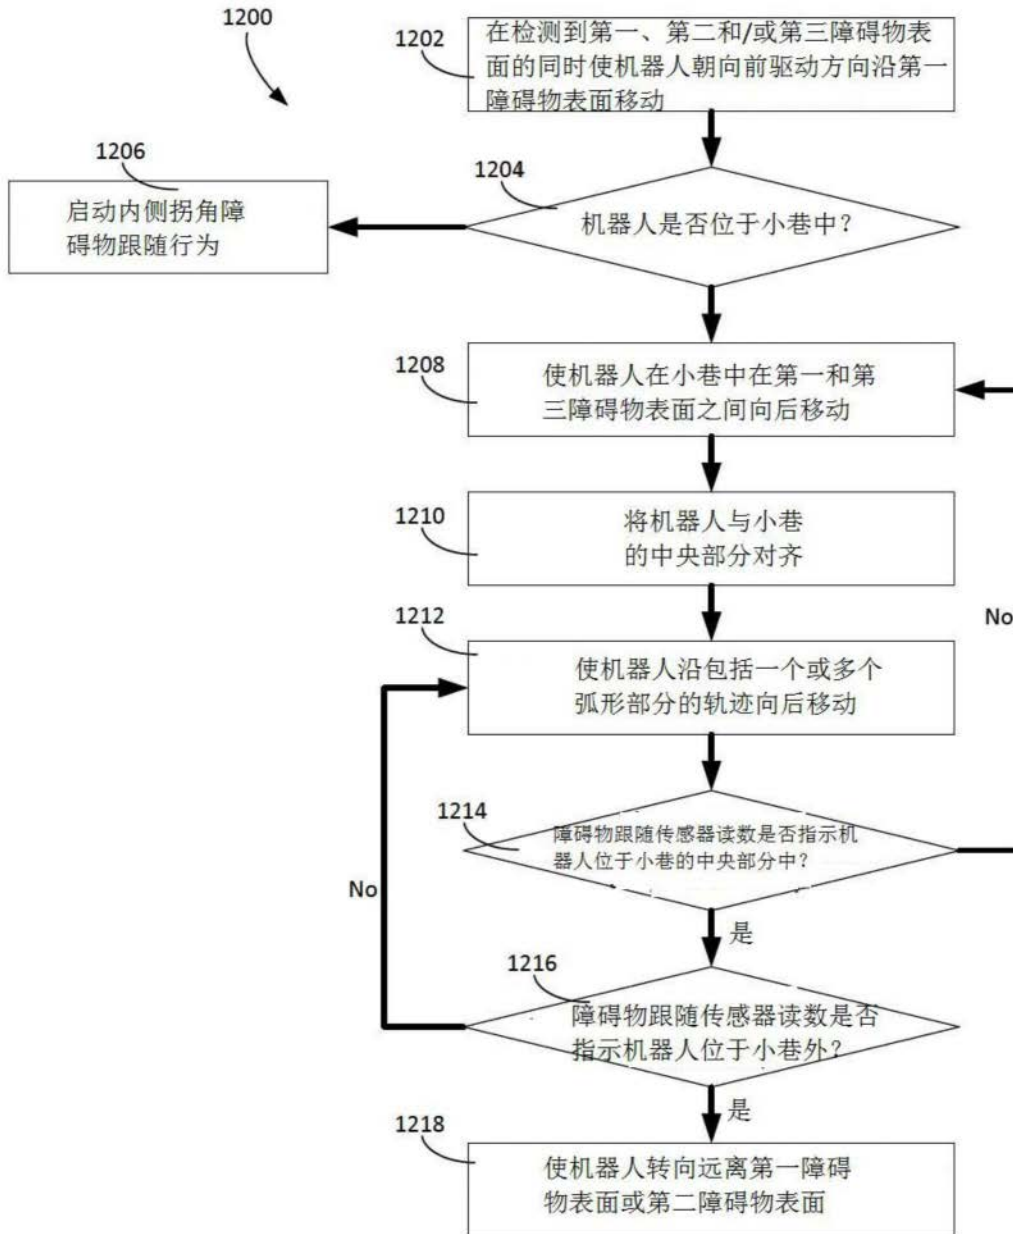 1200
1202
在检测到第一、第二和/或第三障碍物表
面的同时使机器人朝向前驱动方向沿第一
障碍物表面移动
1206
启动内侧拐角障
碍物跟随行为
1204
机器人是否位于小巷中？
1208
使机器人在小巷中在第一和第
三障碍物表面之间向后移动
1210
将机器人与小巷
的中央部分对齐
No
1212
使机器人沿包括一个或多个
弧形部分的轨迹向后移动
1214
障碍物跟随传感器读数是否指示机
器人位于小巷的中央部分中？
No
是
1216
障碍物跟随传感器读数是否
指示机器人位于小巷外？
是
1218
使机器人转向远离第一障碍
物表面或第二障碍物表面